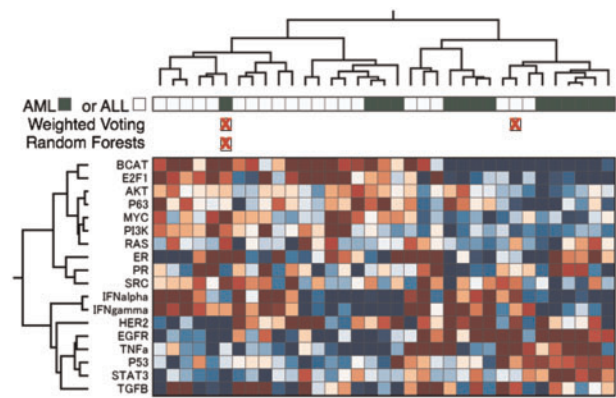 AML or ALL
Weighted Voting
Random Forests
BCAT
E2F1
AKT
P63
MYC
PI3K
RAS
ER
PR
SRC
IFNalpha
IFNgamma
HER2
EGFR
TNFa
P53
STAT3
TGFB